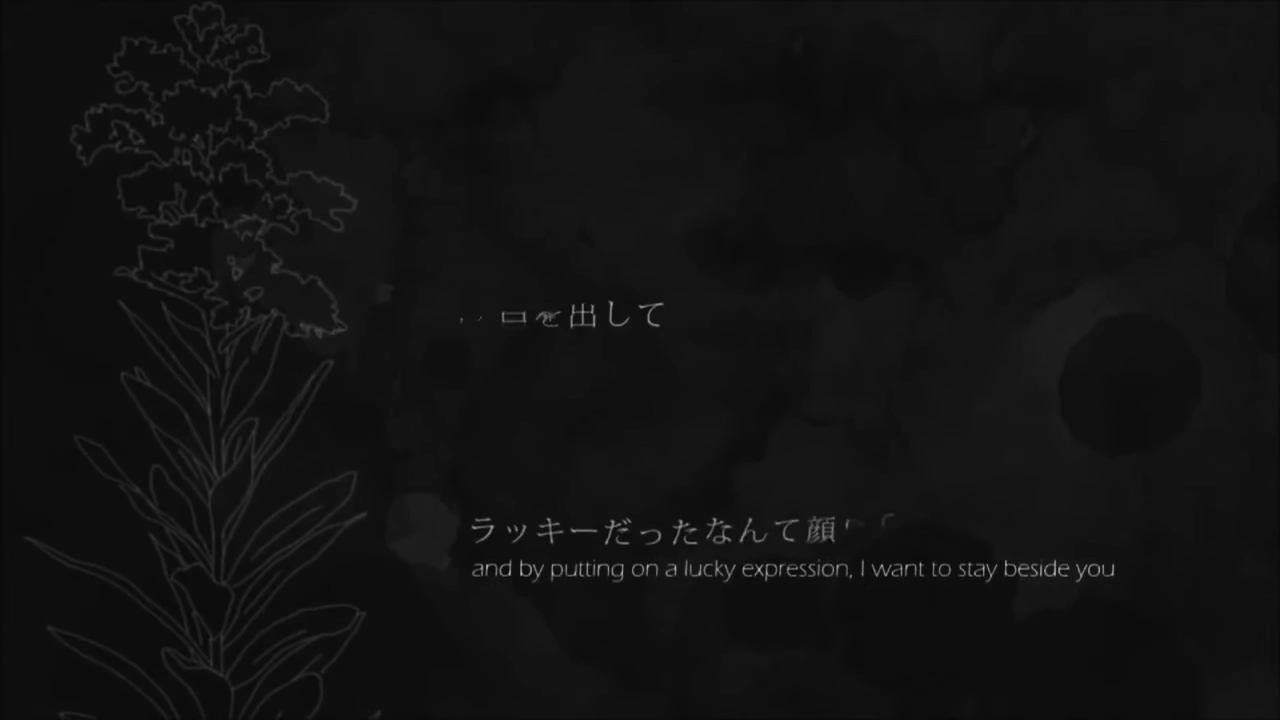 を出して
ラッキーだったなんて顔
and by putting on a lucky expression, I want to stay beside you